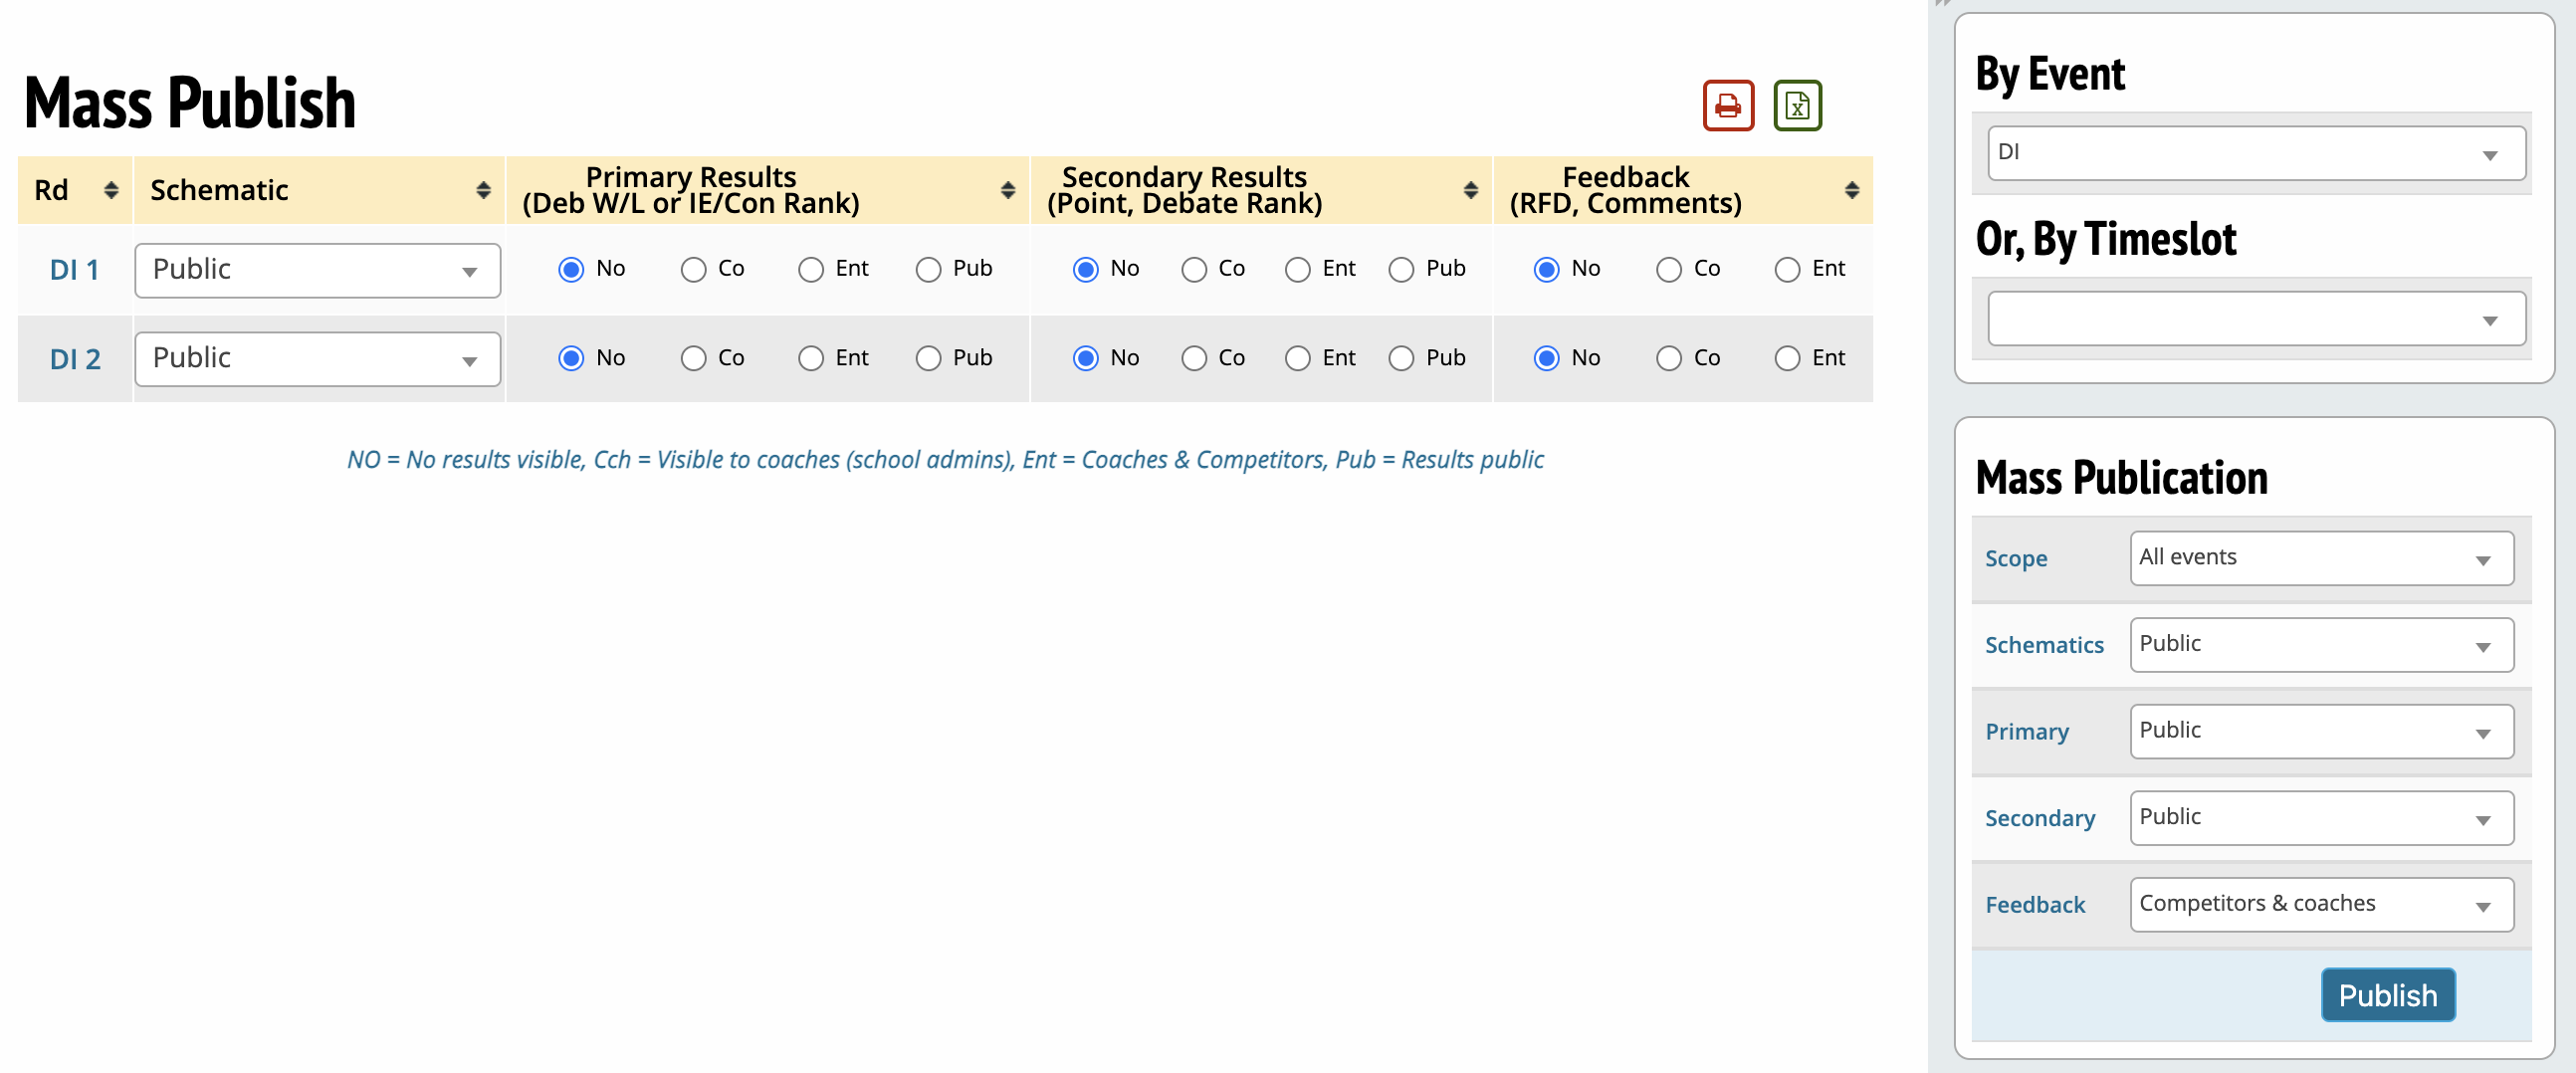 Mass Publish
Rd
Schematic
Primary Results
(Deb W/L or IE/Con Rank)
Secondary Results
(Point, Debate Rank)
Feedback
(RFD, Comments)
DI 1
Public
No Co Ent Pub
No Co Ent Pub
No Co Ent
DI 2
Public
No Co Ent Pub
No Co Ent Pub
No Co Ent
NO = No results visible, Cch = Visible to coaches (school admins), Ent = Coaches & Competitors, Pub = Results public
By Event
DI
Or, By Timeslot
Mass Publication
Scope All events
Schematics Public
Primary Public
Secondary Public
Feedback Competitors & coaches
Publish